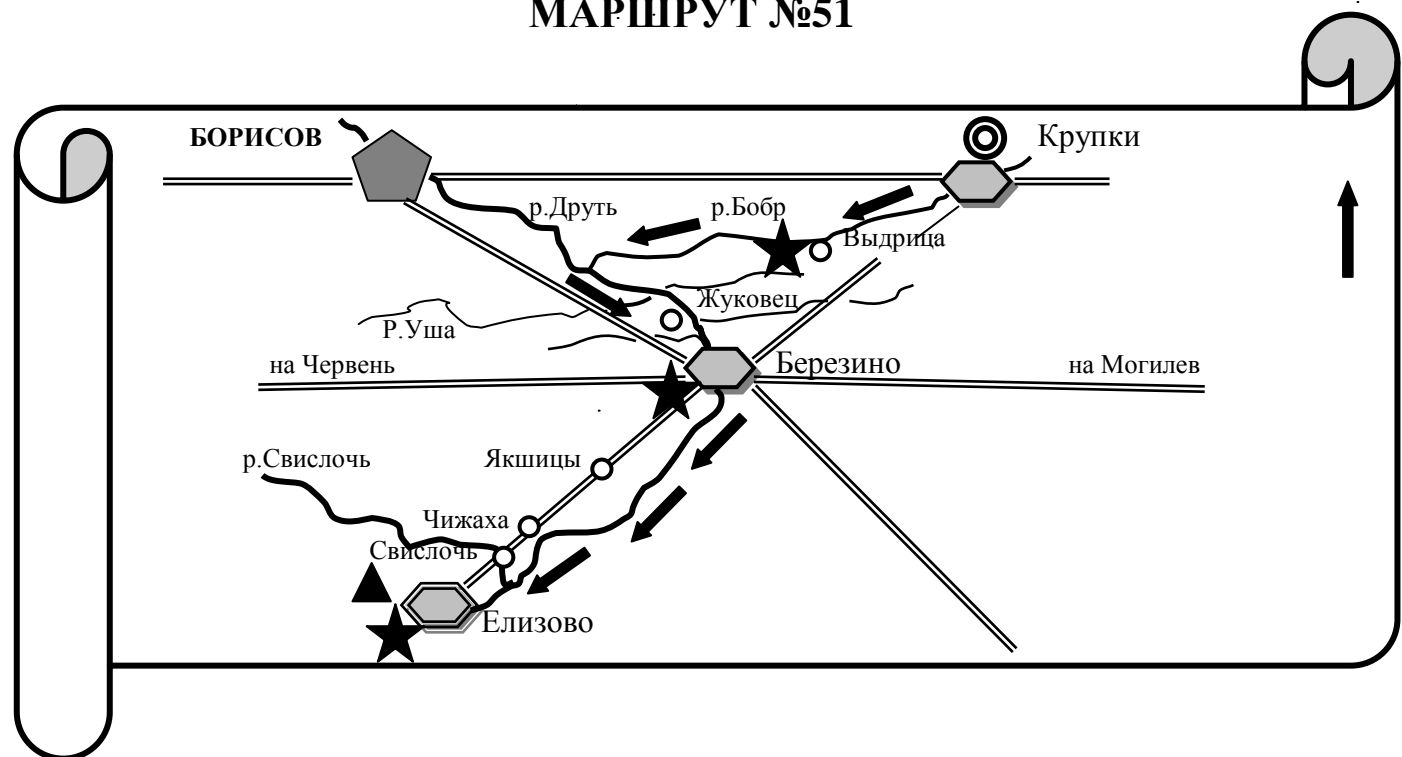 МАРШРУТ №51
БОРИСОВ
Крупки
р.Друть
р.Бобр
Выдрица
Жуковец
Р.Уша
на Червень
Березино
на Могилев
р.Свислочь
Якшицы
Чижаха
Свислочь
Елизово